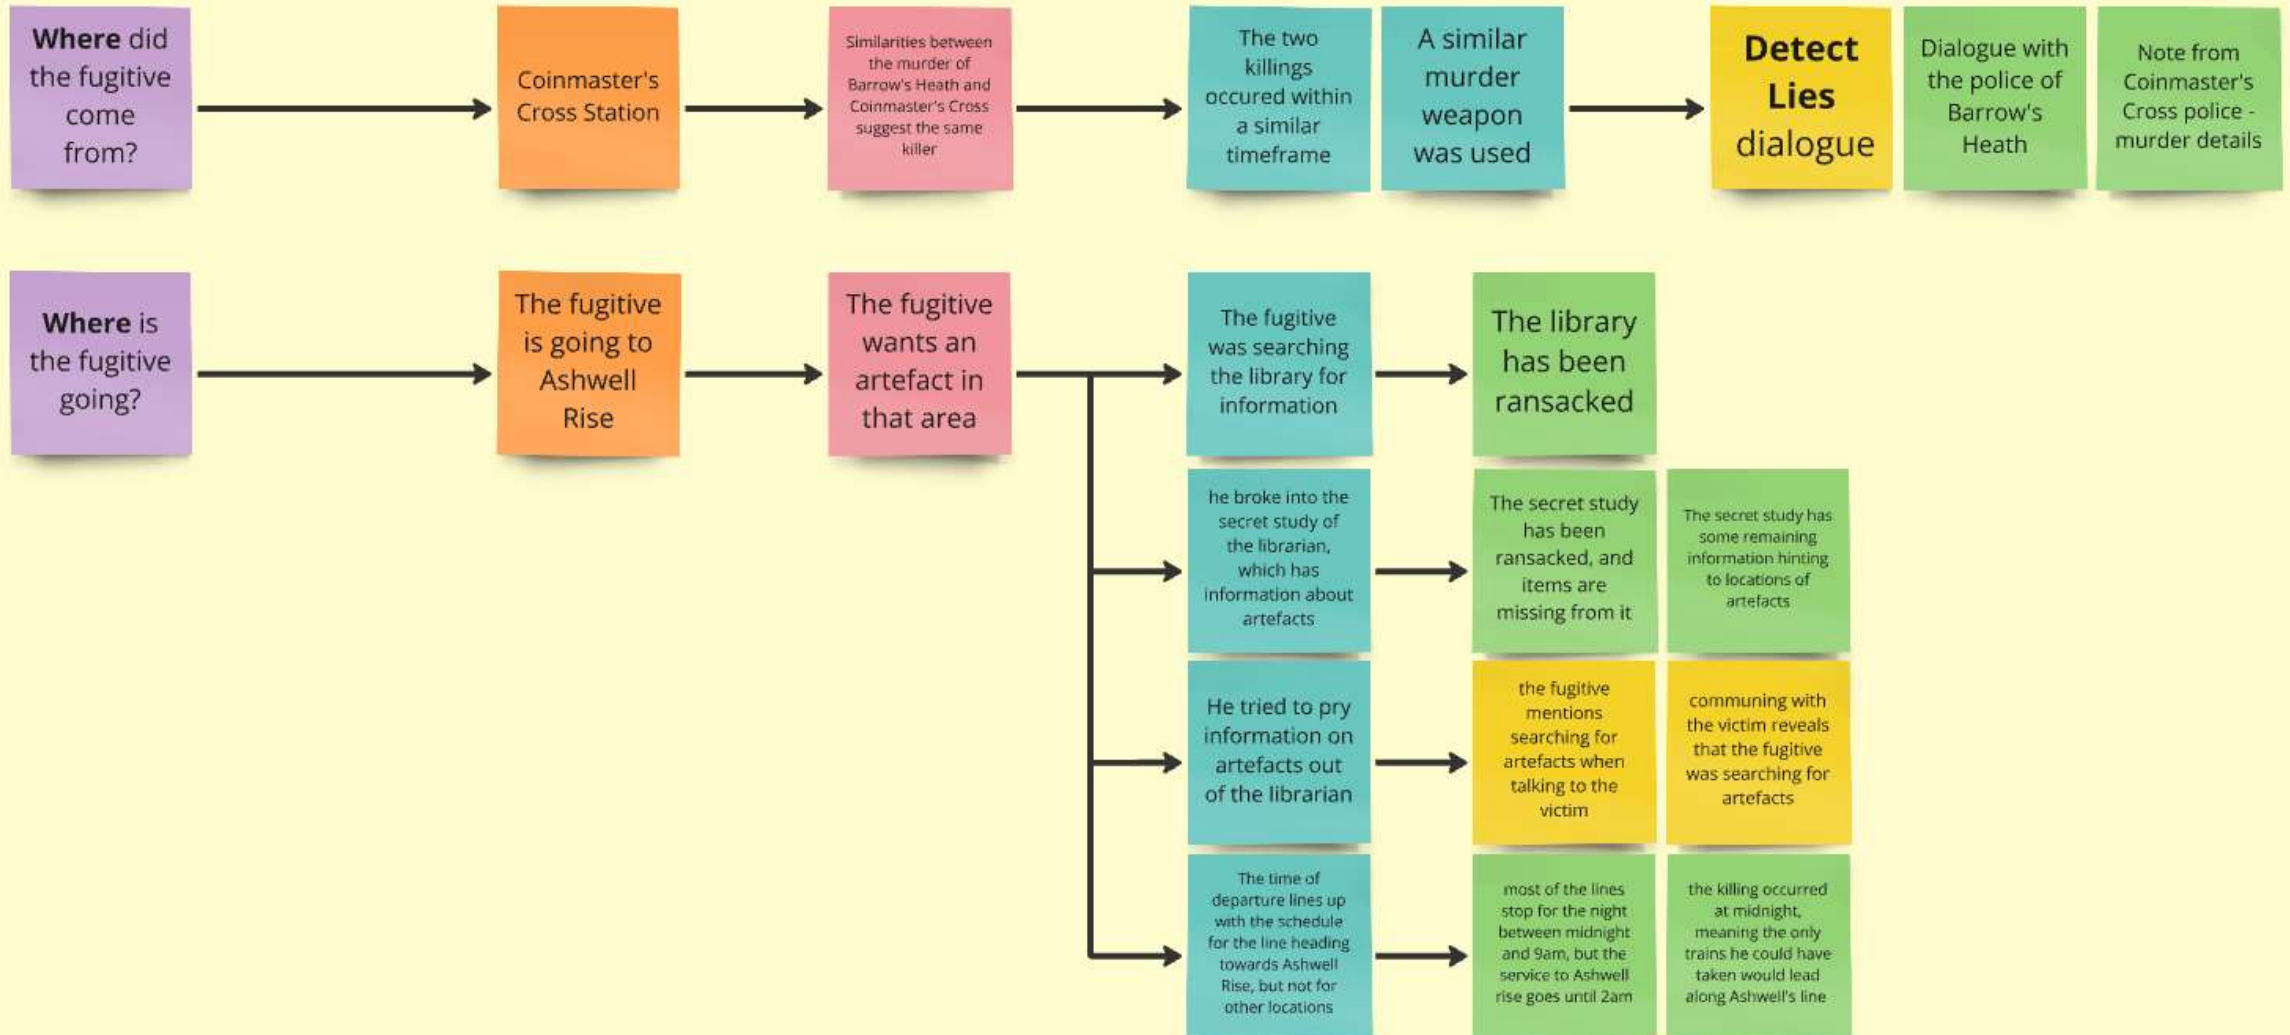 Where did
the fugitive
come
from?
Coinmaster's
Cross Station
Similarities between
the murder of
Barrow's Heath and
Coinmaster's Cross
suggest the same
killer
The two
killings
occured within
a similar
timeframe
A similar
murder
weapon
was used
Detect
Lies
dialogue
Dialogue with
the police of
Barrow's
Heath
Note from
Coinmaster's
Cross police -
murder details
Where is
the fugitive
going?
The fugitive
is going to
Ashwell
Rise
The fugitive
wants an
artefact in
that area
The fugitive
was searching
the library for
information
The library
has been
ransacked
he broke into the
secret study of
the librarian,
which has
information about
artefacts
The secret study
has been
ransacked, and
items are
missing from it
The secret study has
some remaining
information hinting
to locations of
artefacts
He tried to pry
information on
artefacts out
of the librarian
the fugitive
mentions
searching for
artefacts when
talking to the
victim
communing with
the victim reveals
that the fugitive
was searching for
artefacts
The time of
departure lines up
with the schedule
for the line heading
towards Ashwell
Rise, but not for
other locations
most of the lines
stop for the night
between midnight
and 9am, but the
service to Ashwell
rise goes until 2am
the killing occurred
at midnight,
meaning the only
trains he could have
taken would lead
along Ashwell's line